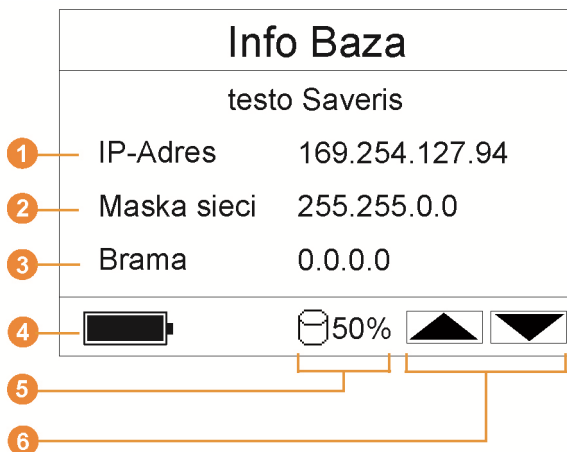 Info Baza
testo Saveris
1 IP-Adres 169.254.127.94
2 Maska sieci 255.255.0.0
3 Brama 0.0.0.0
4 50%
5
6